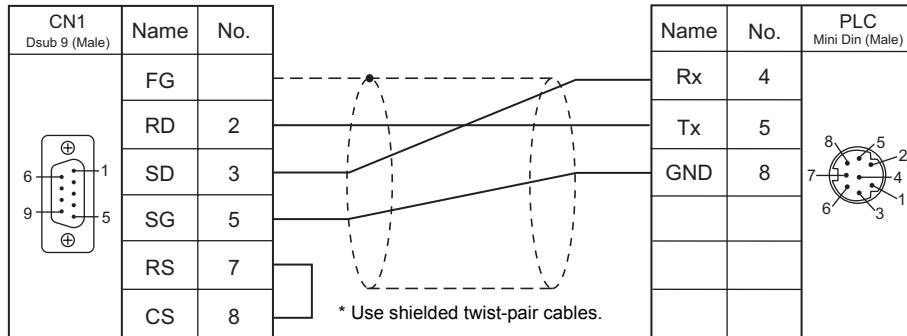 CN1
Dsub 9 (Male)
Name No.
FG
RD 2
SD 3
SG 5
RS 7
CS 8
6
1
9
5
* Use shielded twist-pair cables.
Name No.
PLC
Mini Din (Male)
Rx 4
Tx 5
GND 8
8
5
2
7
4
1
6
3